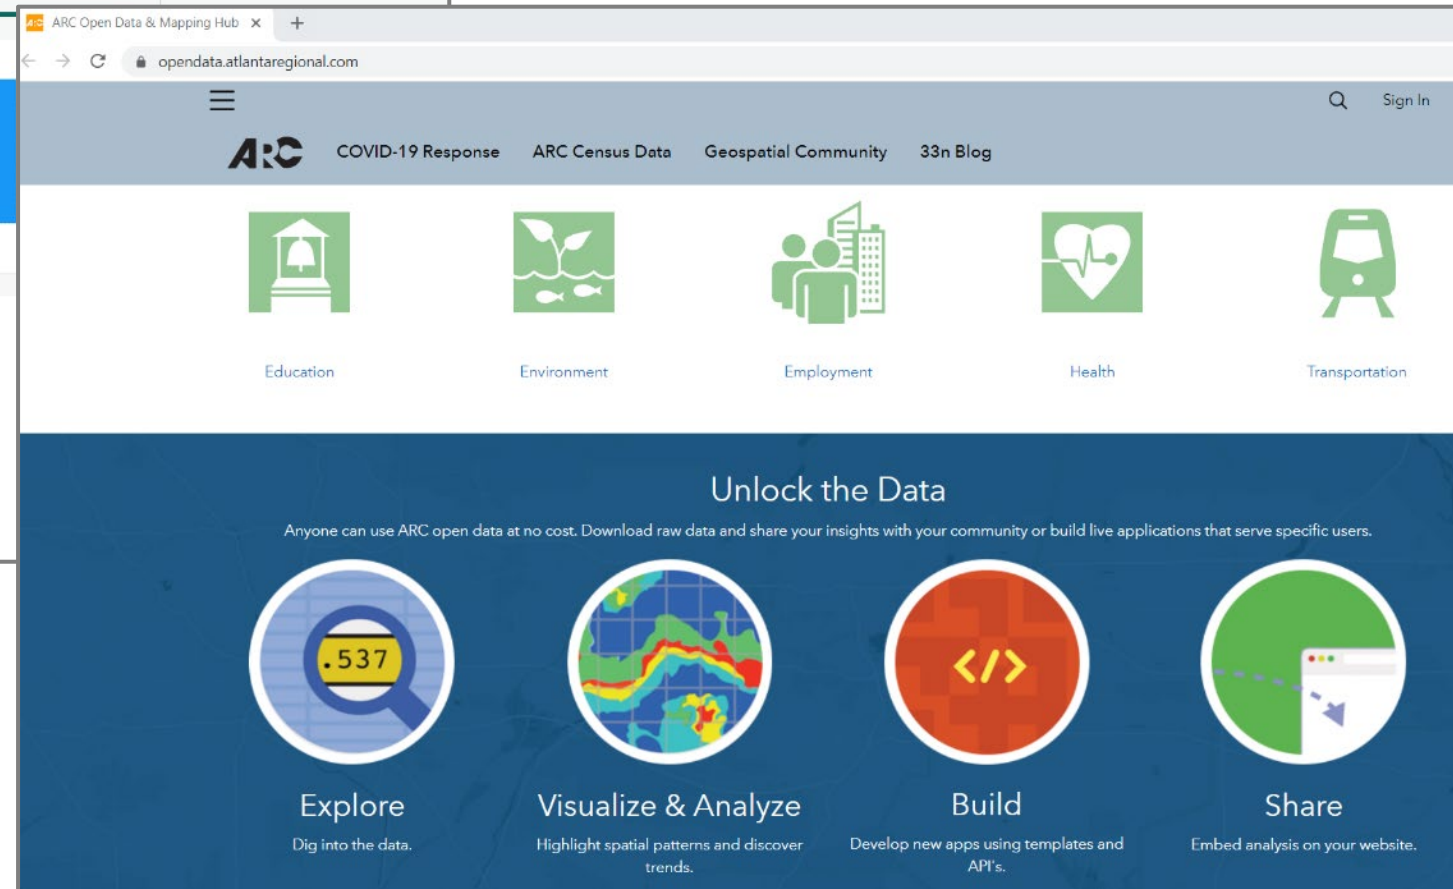 ARC Open Data & Mapping Hub
opendata.atlantaregional.com
Sign In
ARC COVID-19 Response ARC Census Data Geospatial Community 33n Blog
Education Environment Employment Health Transportation
Unlock the Data
Anyone can use ARC open data at no cost. Download raw data and share your insights with your community or build live applications that serve specific users.
.537 </>
Explore Visualize & Analyze Build Share
Dig into the data. Highlight spatial patterns and discover Develop new apps using templates and Embed analysis on your website.
trends. API's.